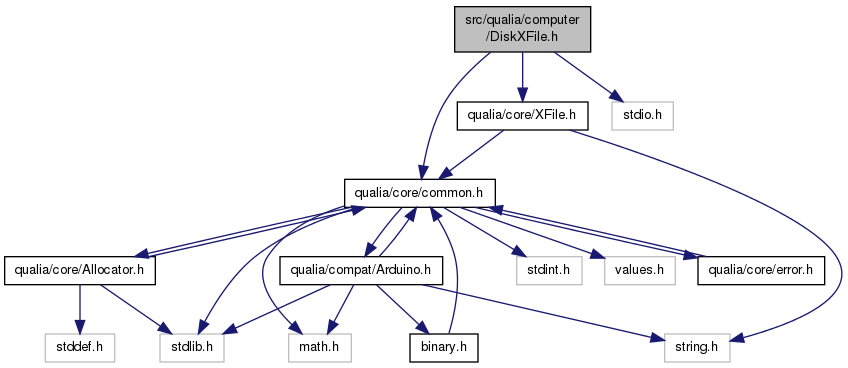 src/qualia/computer
/DiskXFile.h
qualia/core/XFile.h
stdio.h
qualia/core/common.h
qualia/core/Allocator.h
qualia/compat/Arduino.h
stdint.h
values.h
qualia/core/error.h
stddef.h
stdlib.h
math.h
binary.h
string.h